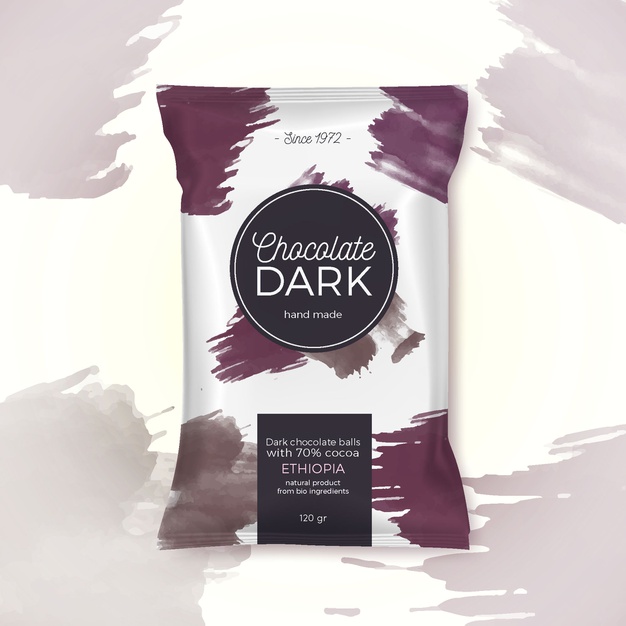 - Since 1972 -
Chocolate
DARK
hand made
Dark chocolate balls
with 70% cocoa
ETHIOPIA
natural product
from bio ingredients
120 gr